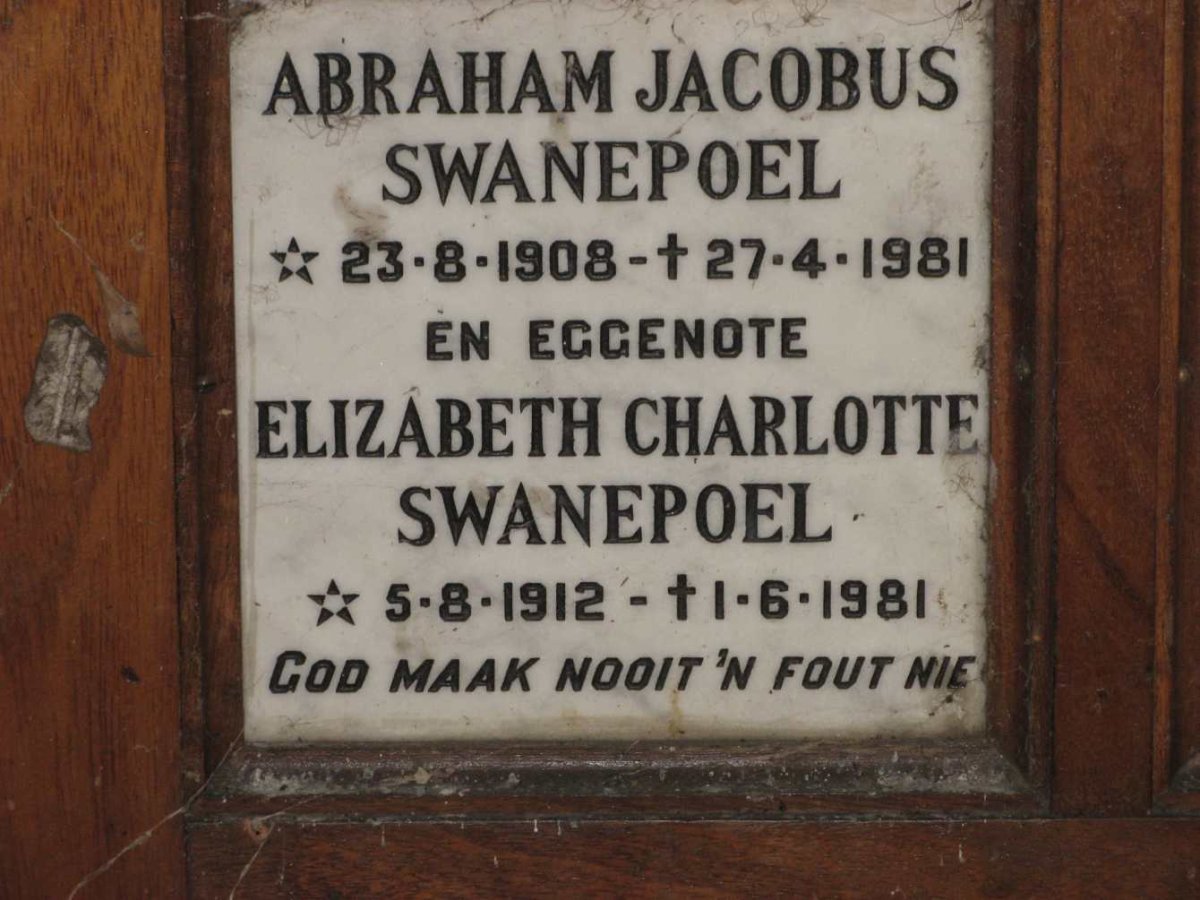 ABRAHAM JACOBUS
SWANEPOEL
☆ 23·8·1908 - † 27·4·1981
EN EGGENOTE
ELIZABETH CHARLOTTE
SWANEPOEL
☆ 5·8·1912 - † 1·6·1981
GOD MAAK NOOIT 'N FOUT NIE